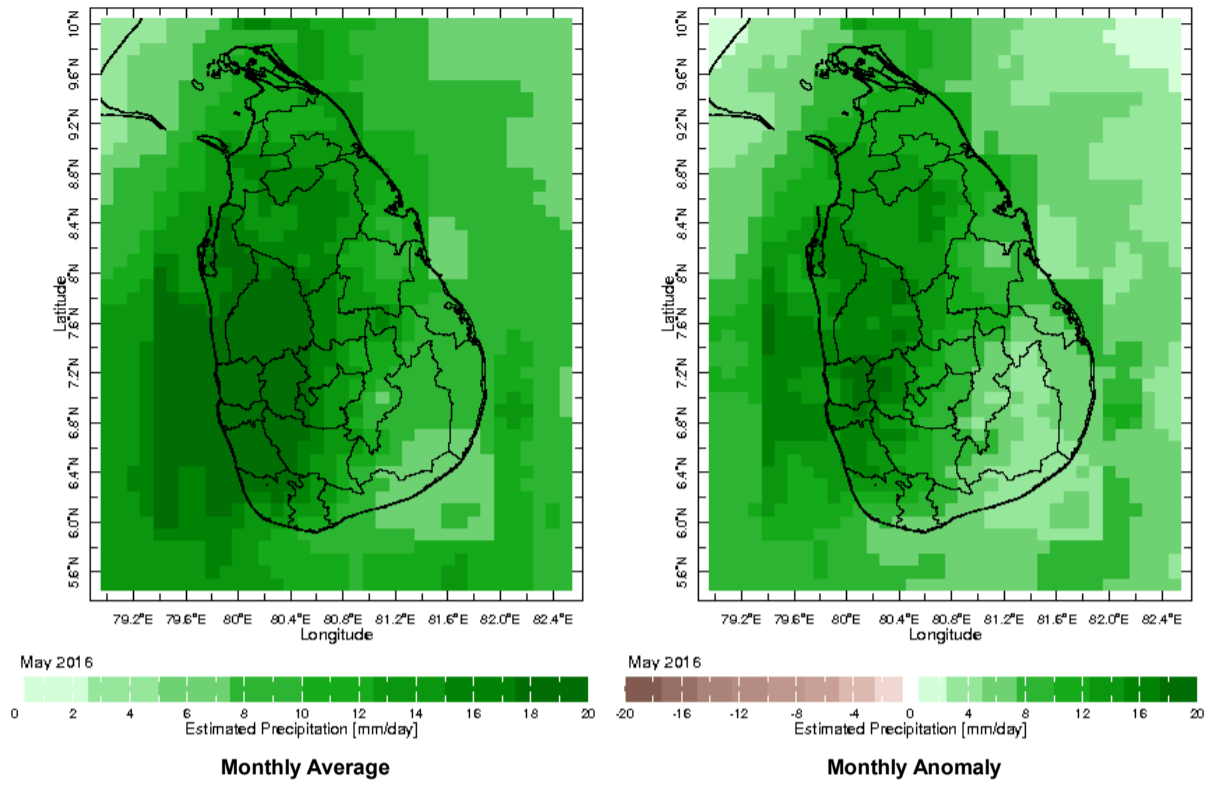 10°N
9.6°N
9.2°N
8.8°N
8.4°N
8°N
7.6°N
7.2°N
6.8°N
6.4°N
6.0°N
5.6°N
Latitude
79.2°E 79.6°E 80°E 80.4°E 80.8°E 81.2°E 81.6°E 82.0°E 82.4°E
Longitude
May 2016
0 2 4 6 8 10 12 14 16 18 20
Estimated Precipitation [mm/day]
Monthly Average
10°N
9.6°N
9.2°N
8.8°N
8.4°N
8°N
7.6°N
7.2°N
6.8°N
6.4°N
6.0°N
5.6°N
Latitude
79.2°E 79.6°E 80°E 80.4°E 80.8°E 81.2°E 81.6°E 82.0°E 82.4°E
Longitude
May 2016
-20 -16 -12 -8 -4 0 4 8 12 16 20
Estimated Precipitation [mm/day]
Monthly Anomaly